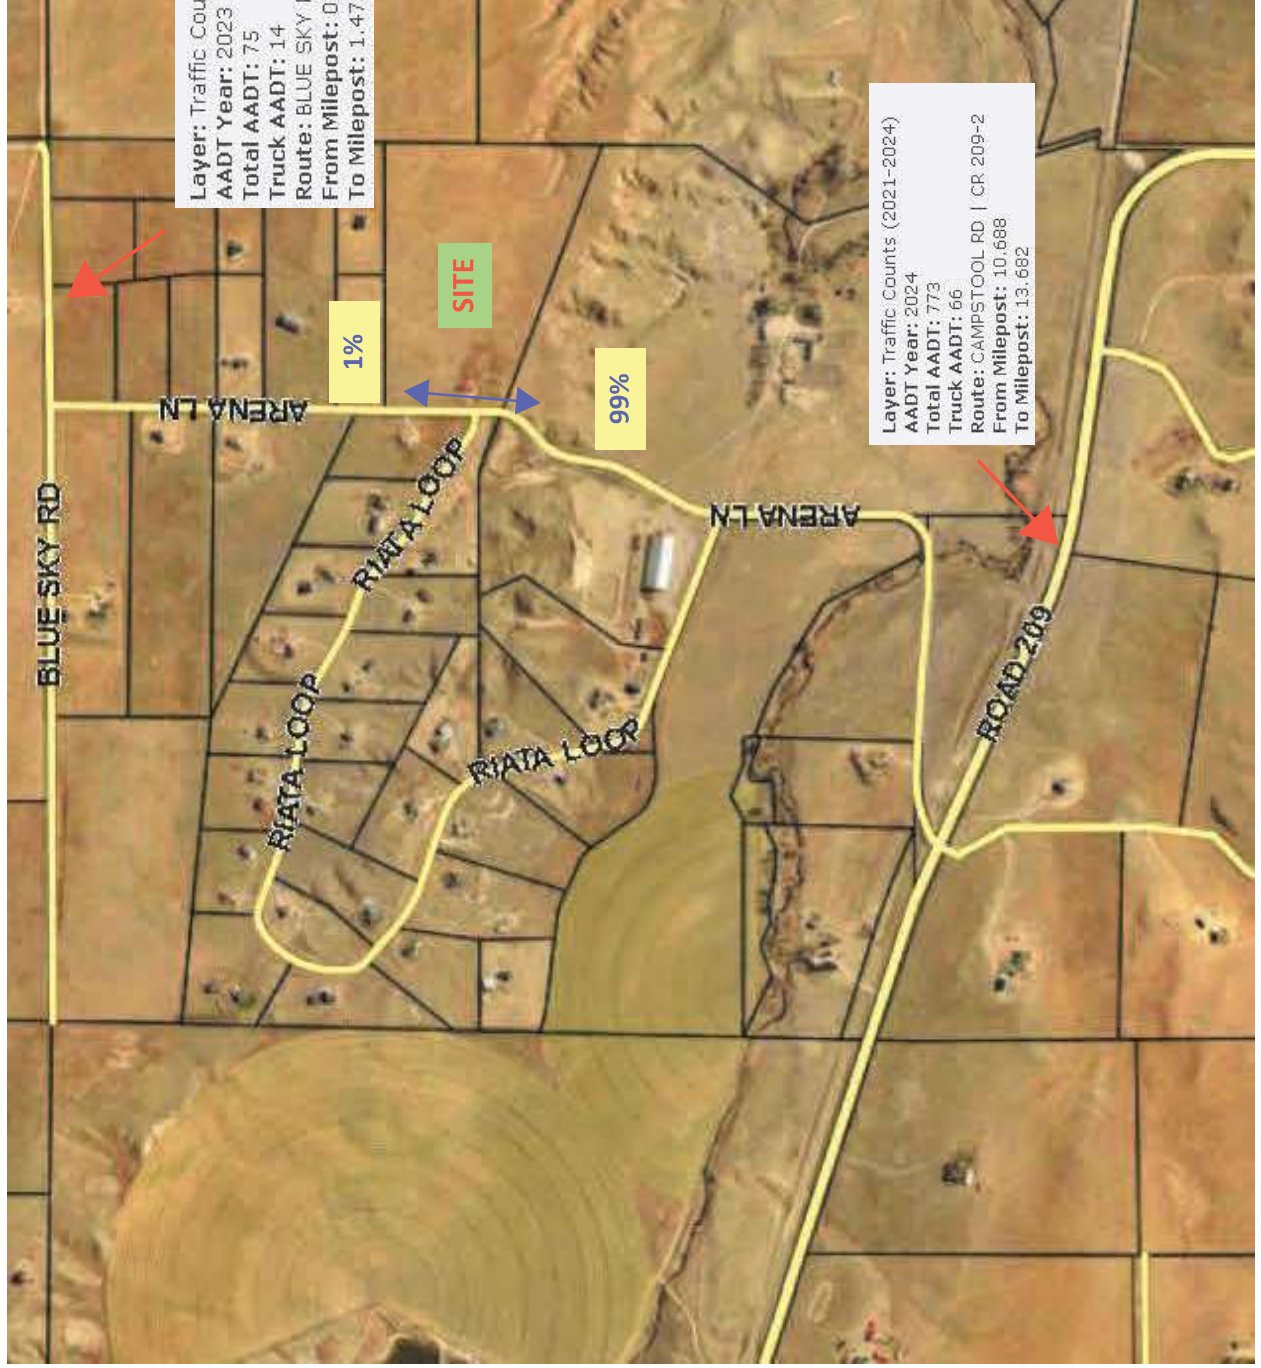 BLUE SKY RD
Layer: Traffic Cou
AADT Year: 2023
Total AADT: 75
Truck AADT: 14
Route: BLUE SKY
From Milepost: 0
To Milepost: 1.47
ARENA LN
1%
SITE
99%
RIATA LOOP
RIATA LOOP
RIATA LOOP
ARENA LN
Layer: Traffic Counts (2021-2024)
AADT Year: 2024
Total AADT: 773
Truck AADT: 66
Route: CAMPSTOOL RD | CR 209-2
From Milepost: 10.688
To Milepost: 13.682
ROAD 209